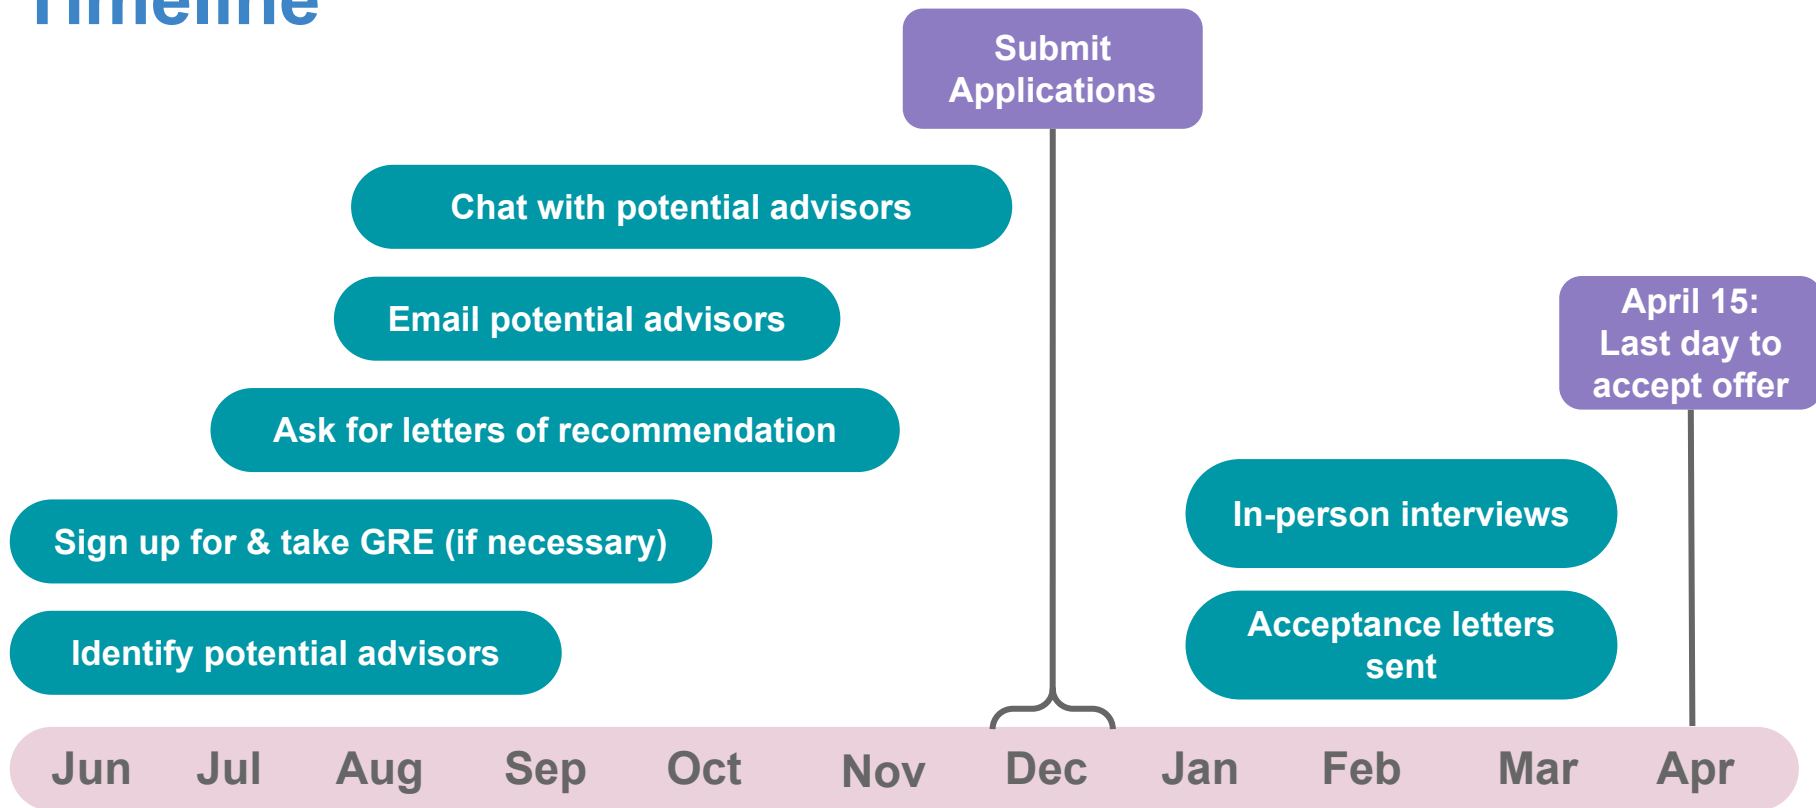 Timeline
Submit
Applications
Chat with potential advisors
Email potential advisors
April 15:
Last day to
accept offer
Ask for letters of recommendation
In-person interviews
Sign up for & take GRE (if necessary)
Acceptance letters
sent
Identify potential advisors
Jun Jul Aug Sep Oct Nov Dec Jan Feb Mar Apr